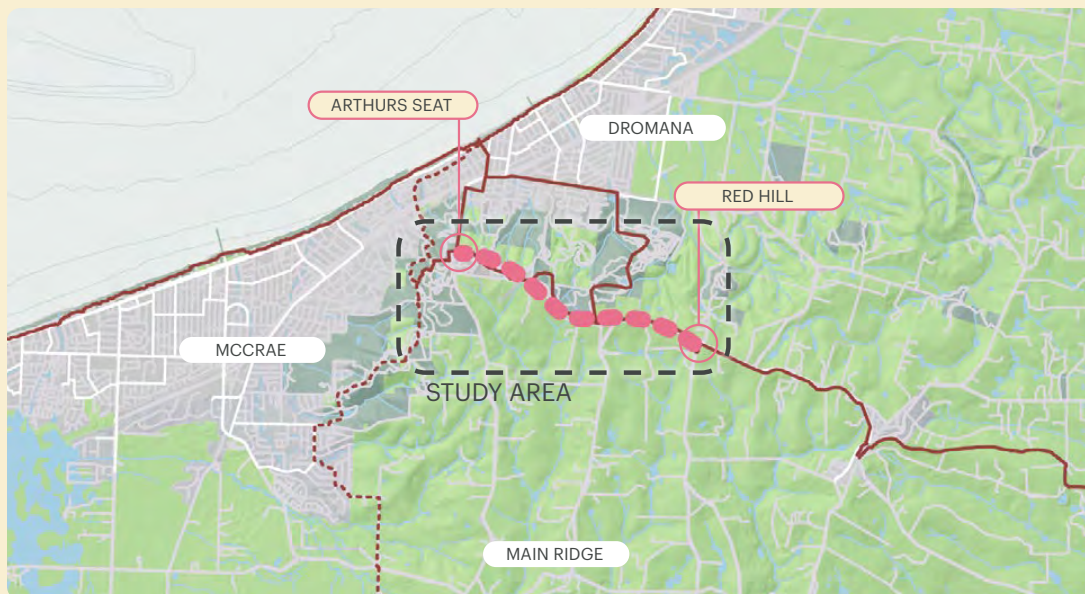 ARTHURS SEAT
DROMANA
RED HILL
MCCRAE
STUDY AREA
MAIN RIDGE